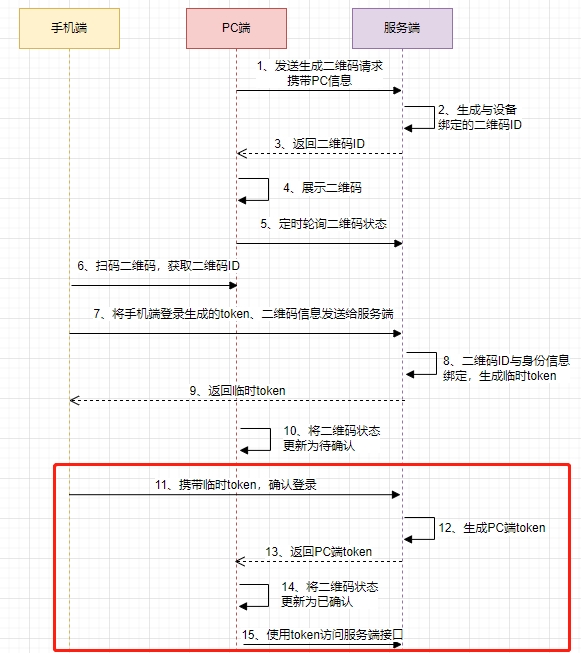 手机端
PC端
服务端
1、发送生成二维码请求
携带PC信息
2、生成与设备
绑定的二维码ID
3、返回二维码ID
4、展示二维码
5、定时轮询二维码状态
6、扫码二维码，获取二维码ID
7、将手机端登录生成的token、二维码信息发送给服务端
8、二维码ID与身份信息
绑定，生成临时token
9、返回临时token
10、将二维码状态
更新为待确认
11、携带临时token，确认登录
12、生成PC端token
13、返回PC端token
14、将二维码状态
更新为已确认
15、使用token访问服务端接口